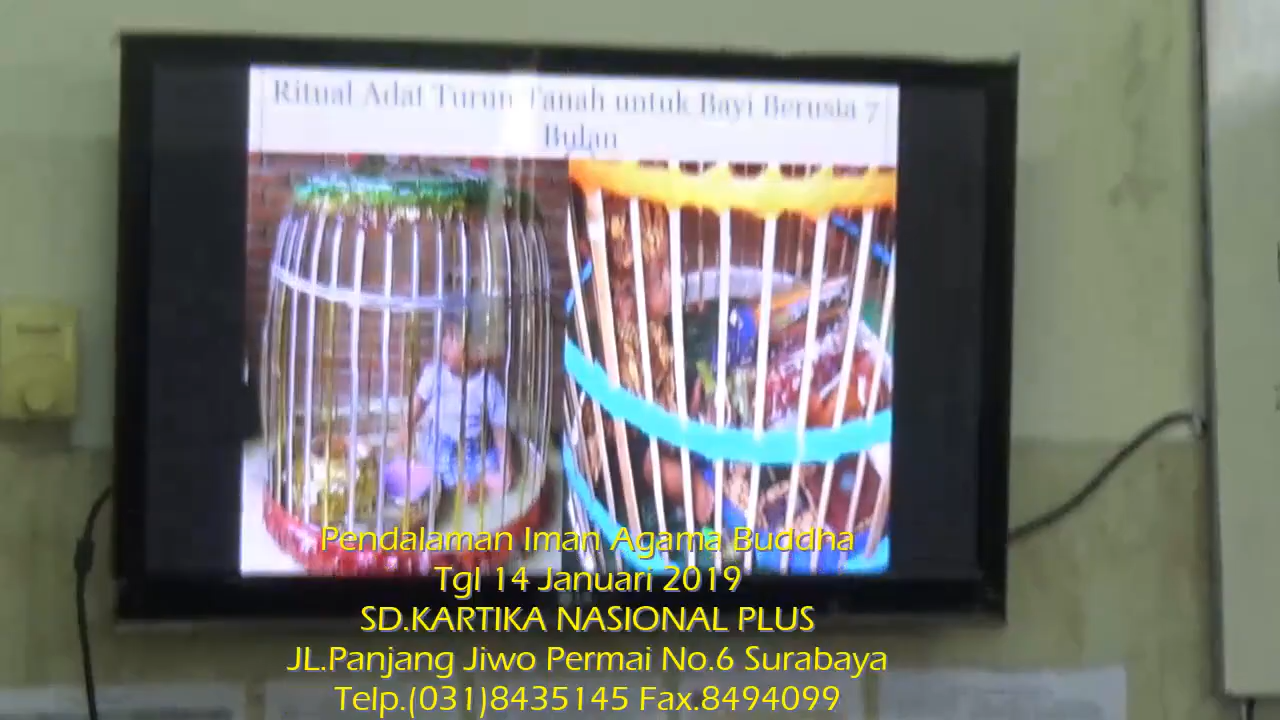 Ritual Adat Turun Tanah untuk Bayi Berusia 7
Bulan
Pendalaman Iman Agama Buddha
Tgl 14 Januari 2019
SD.KARTIKA NASIONAL PLUS
JL.Panjang Jiwo Permai No.6 Surabaya
Telp.(031)8435145 Fax.8494099